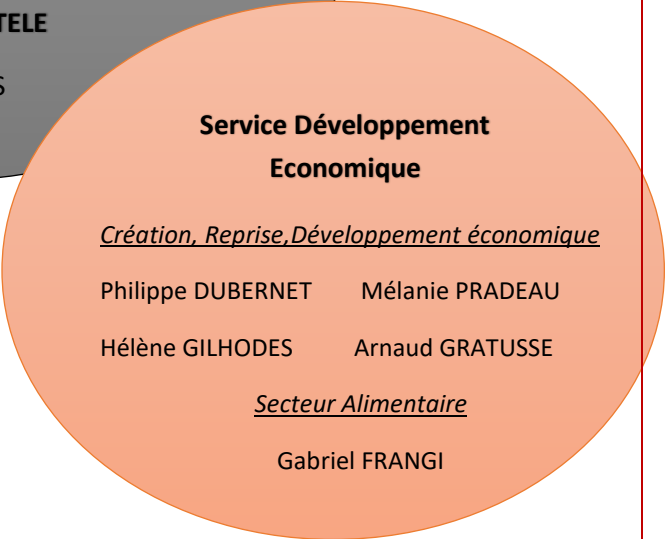 TELE
S
Service Développement
Economique
Création, Reprise,Développement économique
Philippe DUBERNET Mélanie PRADEAU
Hélène GILHODES Arnaud GRATUSSE
Secteur Alimentaire
Gabriel FRANGI